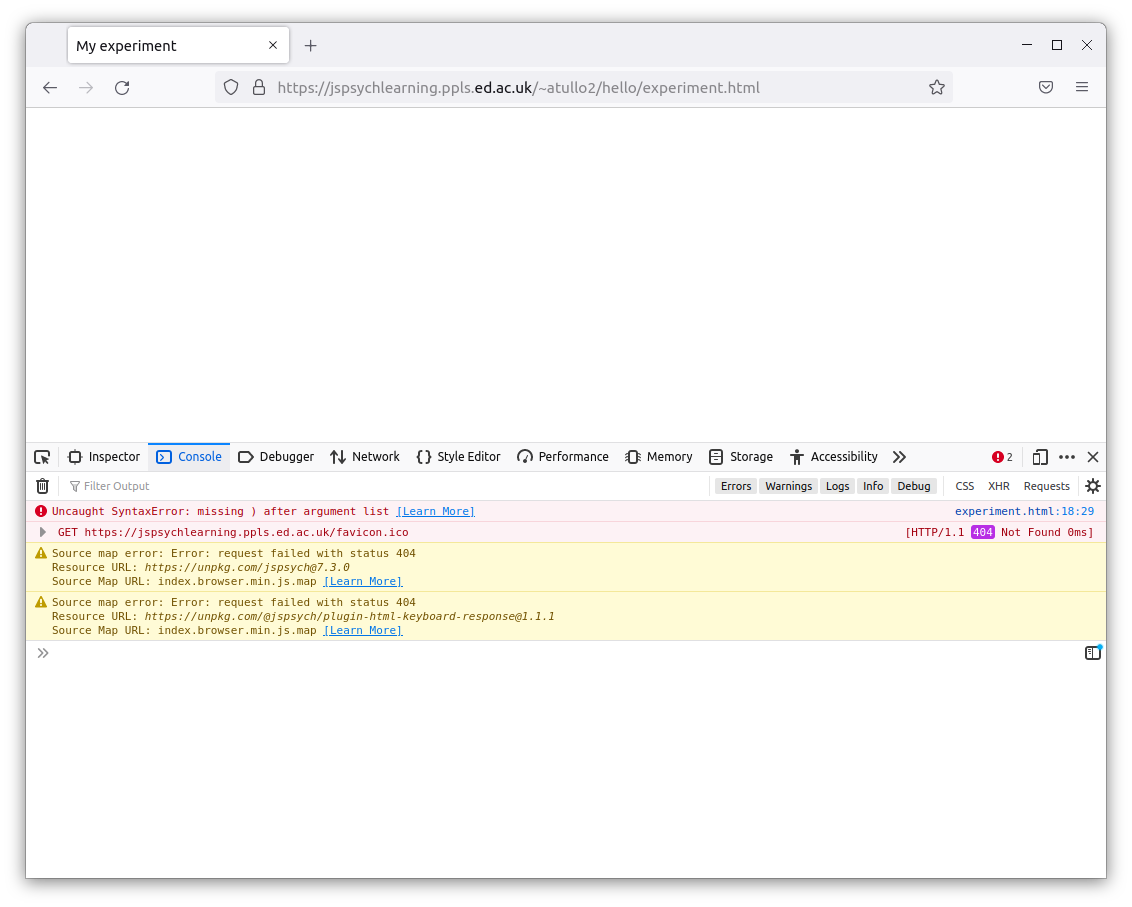 My experiment
https://jspsychlearning.ppls.ed.ac.uk/~atullo2/hello/experiment.html
Inspector Console Debugger Network Style Editor Performance Memory Storage Accessibility 2
Filter Output Errors Warnings Logs Info Debug CSS XHR Requests
Uncaught SyntaxError: missing ) after argument list [Learn More] experiment.html:18:29
GET https://jspsychlearning.ppls.ed.ac.uk/favicon.ico [HTTP/1.1 404 Not Found 0ms]
Source map error: Error: request failed with status 404
Resource URL: https://unpkg.com/jspsych@7.3.0
Source Map URL: index.browser.min.js.map [Learn More]
Source map error: Error: request failed with status 404
Resource URL: https://unpkg.com/@jspsych/plugin-html-keyboard-response@1.1.1
Source Map URL: index.browser.min.js.map [Learn More]